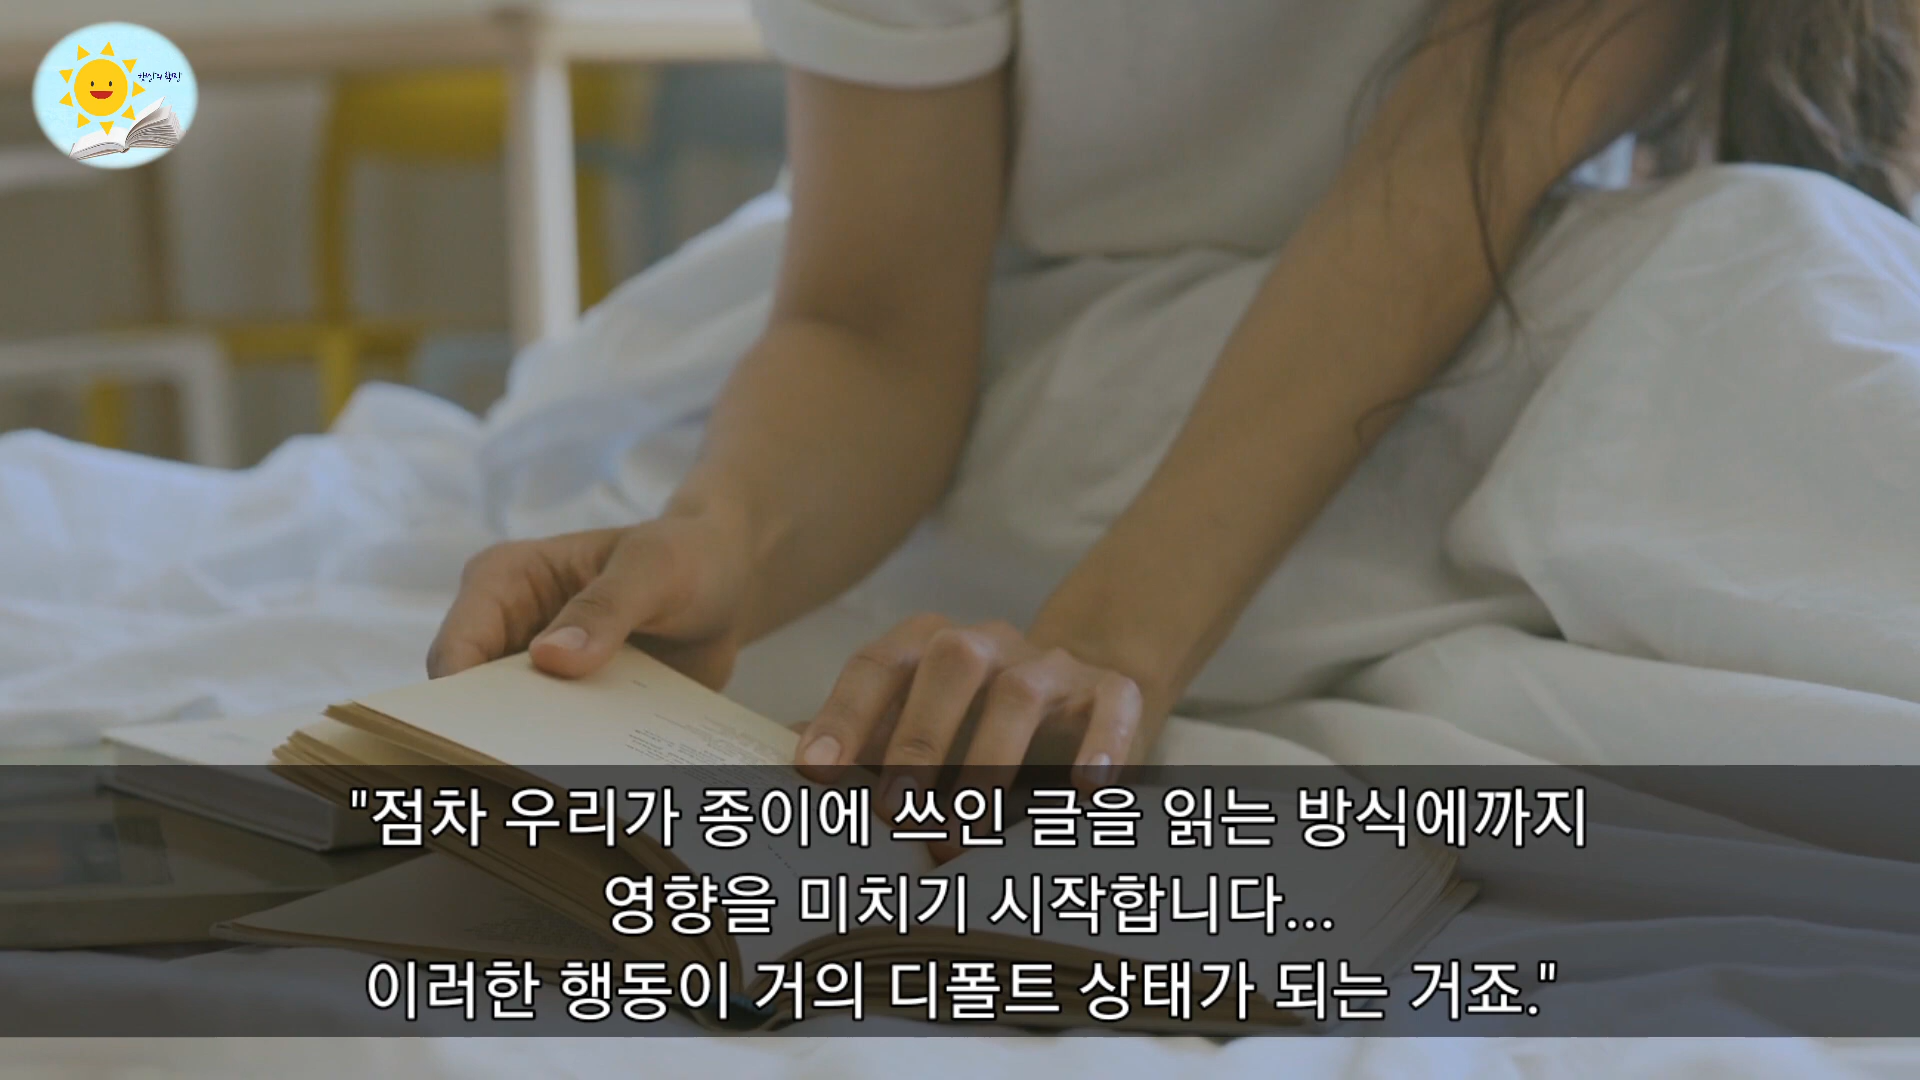 "점차 우리가 종이에 쓰인 글을 읽는 방식에까지
영향을 미치기 시작합니다...
이러한 행동이 거의 디폴트 상태가 되는 거죠."